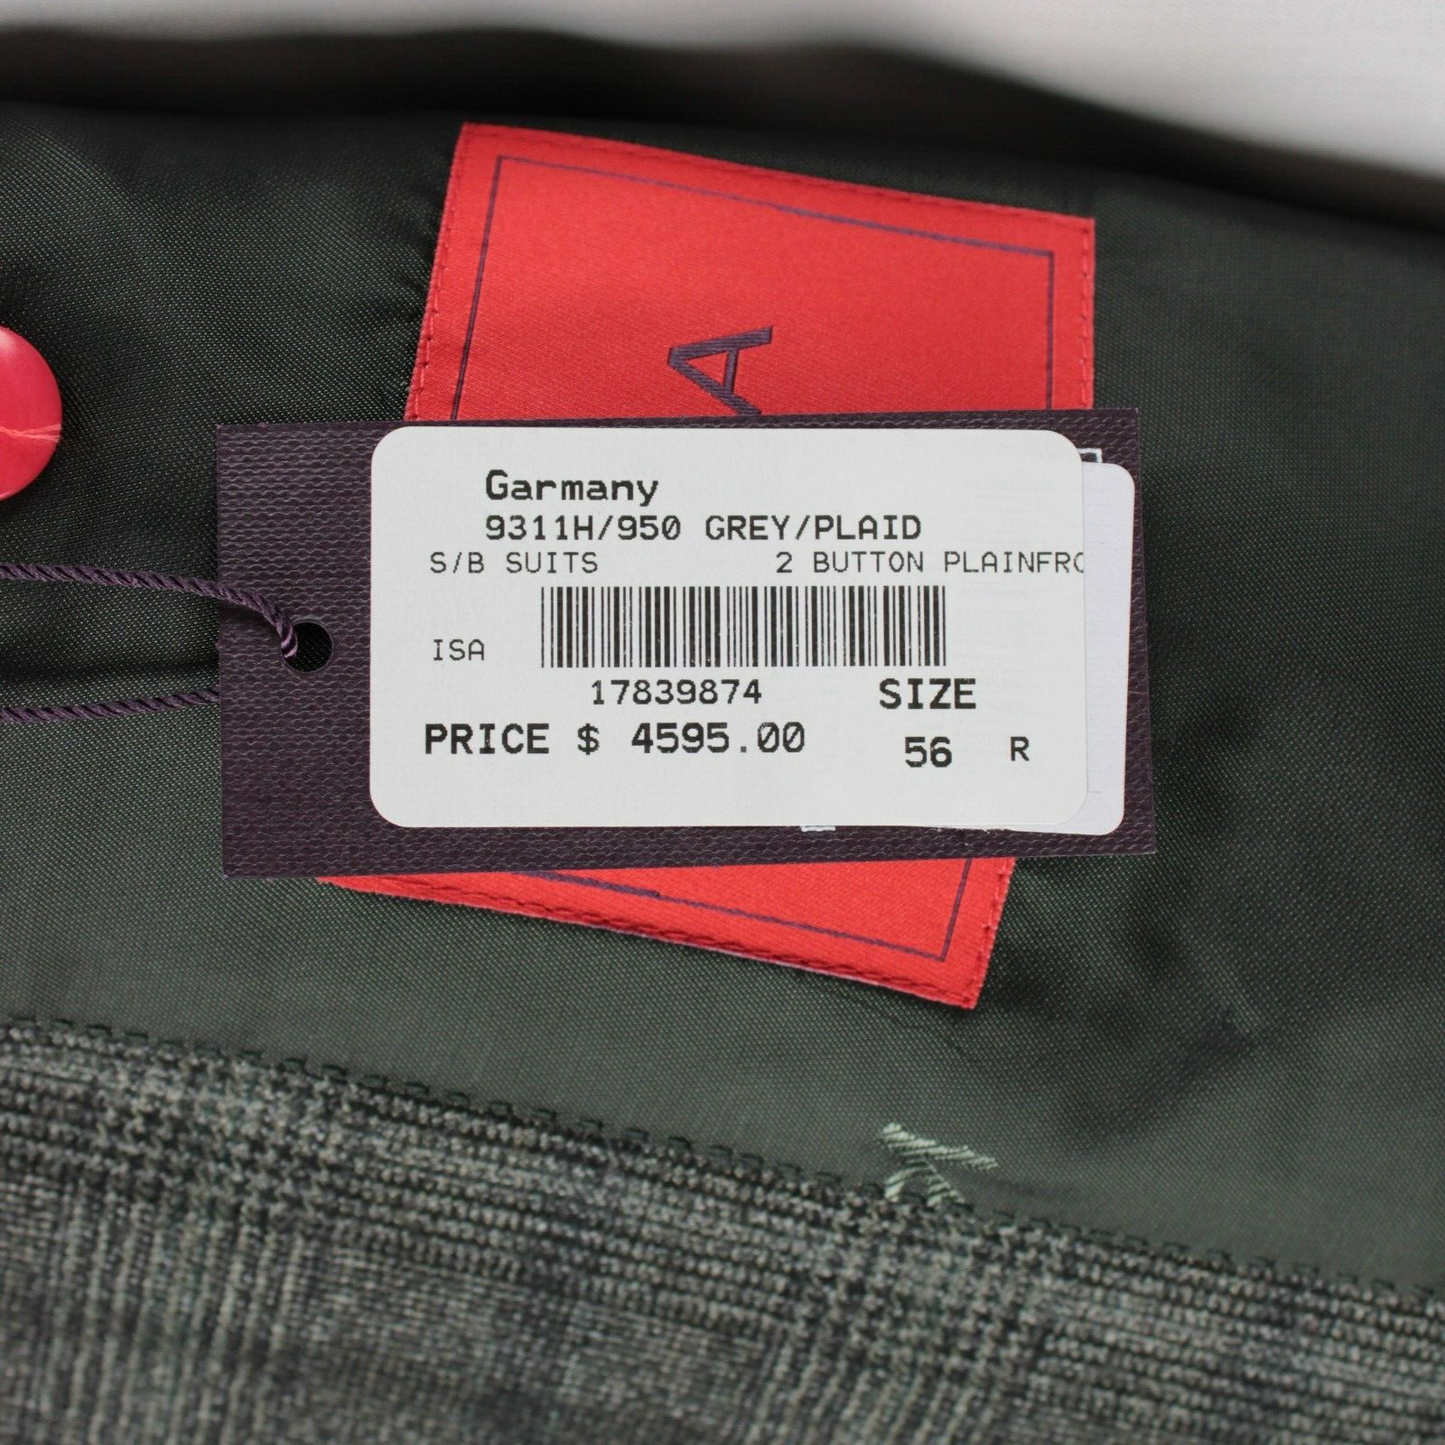 A
Garmany
9311H/950 GREY/PLAID
S/B SUITS 2 BUTTON PLAINFRO
ISA
17839874 SIZE
PRICE $ 4595.00 56 R